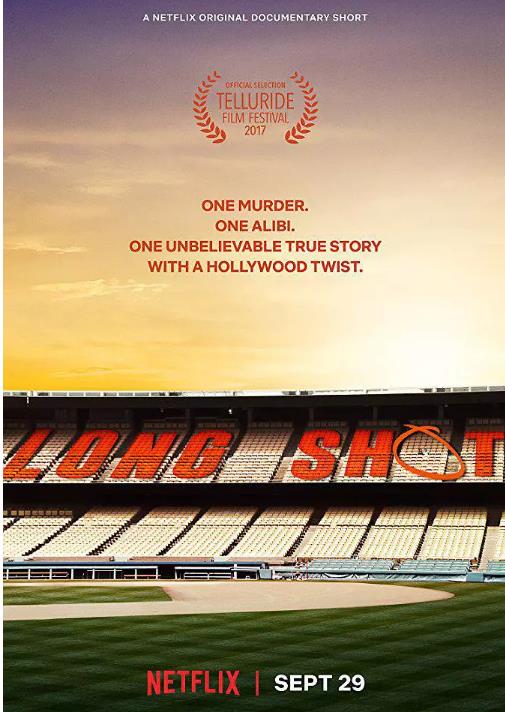 A NETFLIX ORIGINAL DOCUMENTARY SHORT
OFFICIAL SELECTION
TELLURIDE
FILM FESTIVAL
2017
ONE MURDER.
ONE ALIBI.
ONE UNBELIEVABLE TRUE STORY
WITH A HOLLYWOOD TWIST.
LONG SHOT
NETFLIX | SEPT 29